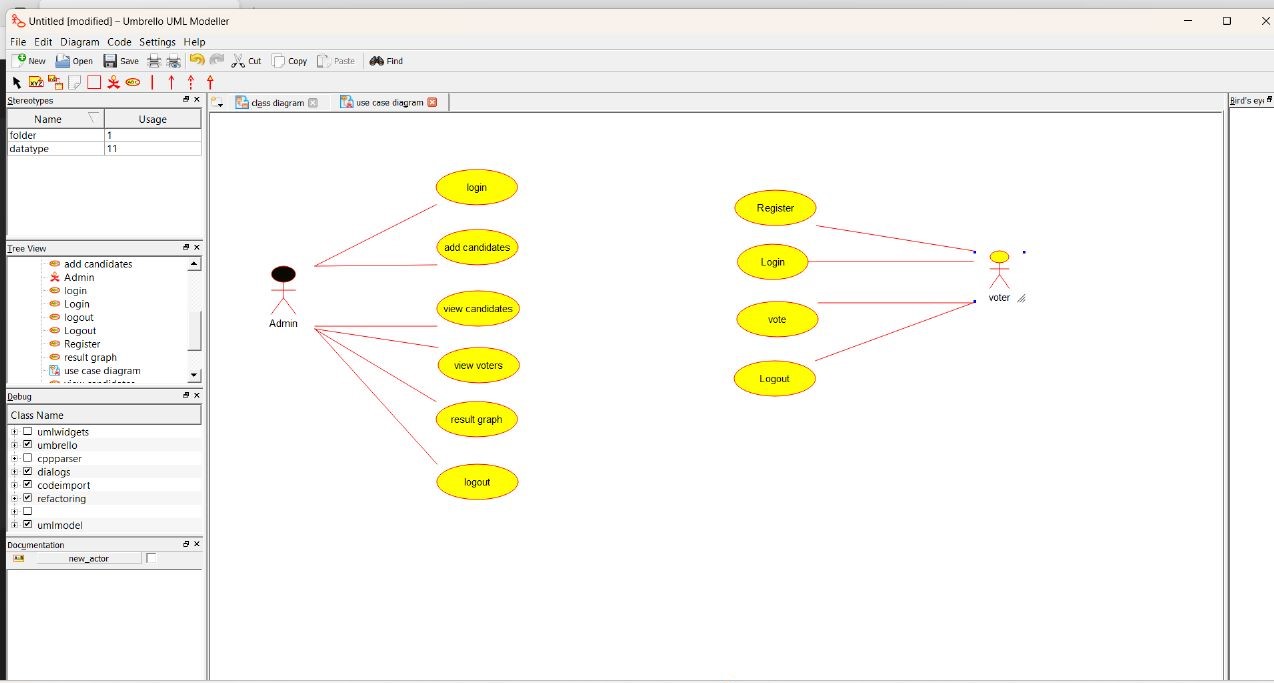 Untitled [modified] – Umbrello UML Modeller
File Edit Diagram Code Settings Help
New Open Save Cut Copy Paste Find
Stereotypes
Name Usage
folder 1
datatype 11
Tree View
add candidates
Admin
login
Login
logout
Logout
Register
result graph
use case diagram
view candidates
Debug
Class Name
umlwidgets
umbrello
cppparser
dialogs
codeimport
refactoring
umlmodel
Documentation
new_actor
class diagram use case diagram
Admin
login
add candidates
view candidates
view voters
result graph
logout
Register
Login
vote
Logout
voter
Bird's ey